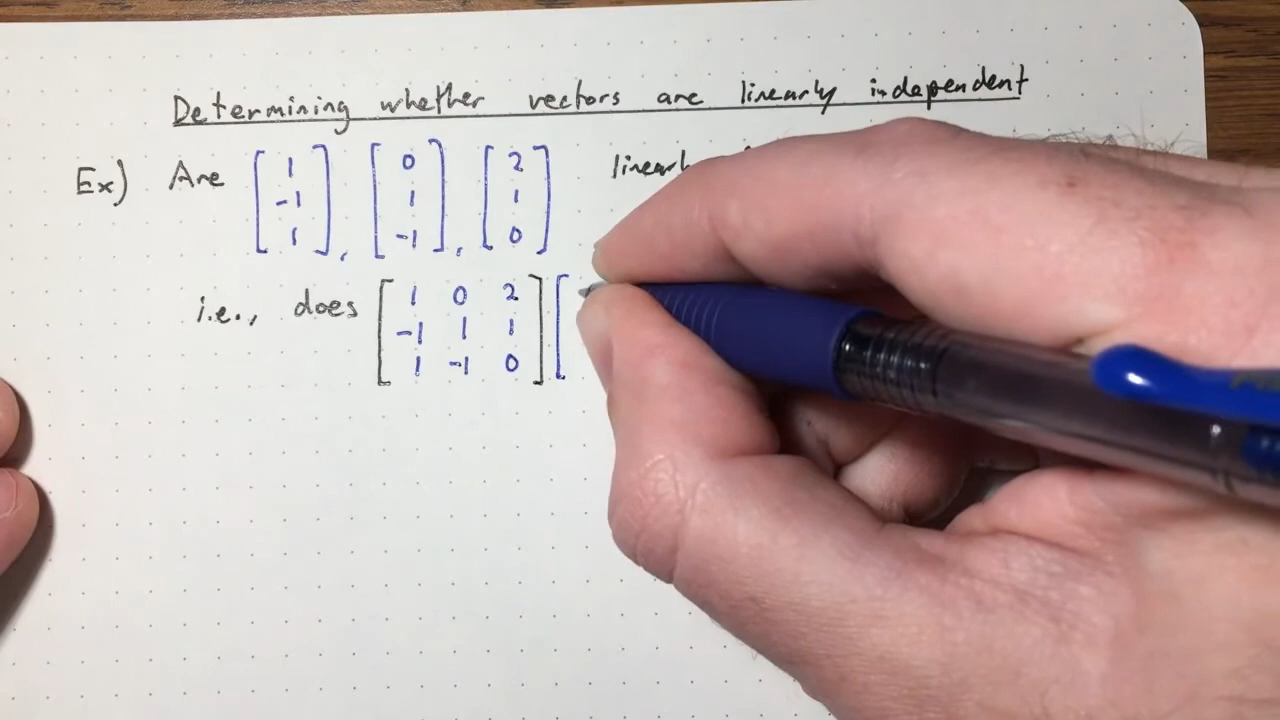 Determining whether vectors are linearly independent
Ex) Are [1 -1 1], [0 1 -1], [2 1 0]
i.e., does [1 0 2
-1 1 1
1 -1 0] [